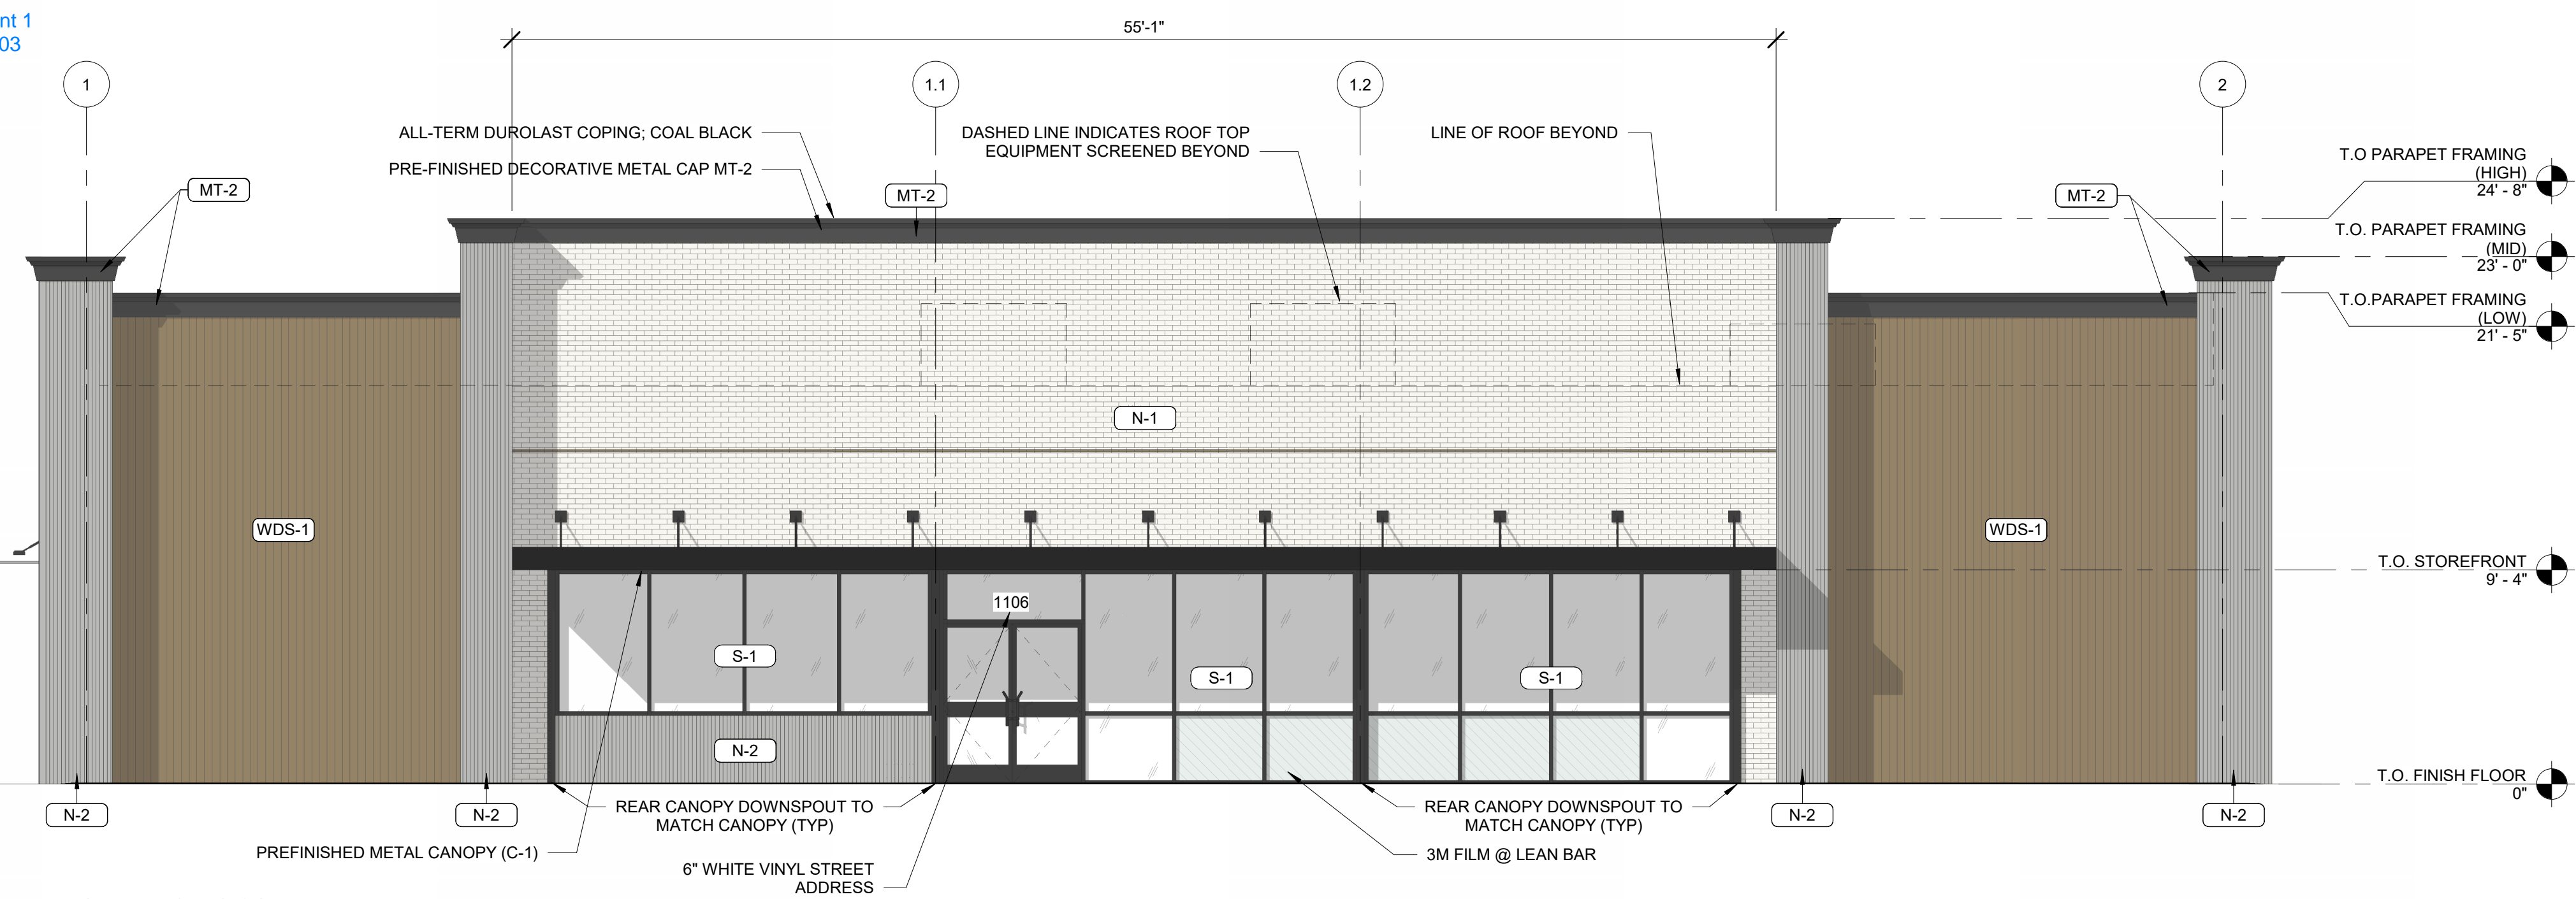 nt 1
03
55'-1"
1
1.1
1.2
2
ALL-TERM DUROLAST COPING; COAL BLACK
PRE-FINISHED DECORATIVE METAL CAP MT-2
DASHED LINE INDICATES ROOF TOP
EQUIPMENT SCREENED BEYOND
LINE OF ROOF BEYOND
T.O PARAPET FRAMING
(HIGH)
24' - 8"
MT-2
MT-2
MT-2
T.O. PARAPET FRAMING
(MID)
23' - 0"
T.O.PARAPET FRAMING
(LOW)
21' - 5"
N-1
WDS-1
WDS-1
T.O. STOREFRONT
9' - 4"
1106
S-1
S-1
S-1
N-2
T.O. FINISH FLOOR
0"
N-2
N-2
REAR CANOPY DOWNSPOUT TO
MATCH CANOPY (TYP)
REAR CANOPY DOWNSPOUT TO
MATCH CANOPY (TYP)
N-2
N-2
PREFINISHED METAL CANOPY (C-1)
6" WHITE VINYL STREET
ADDRESS
3M FILM @ LEAN BAR